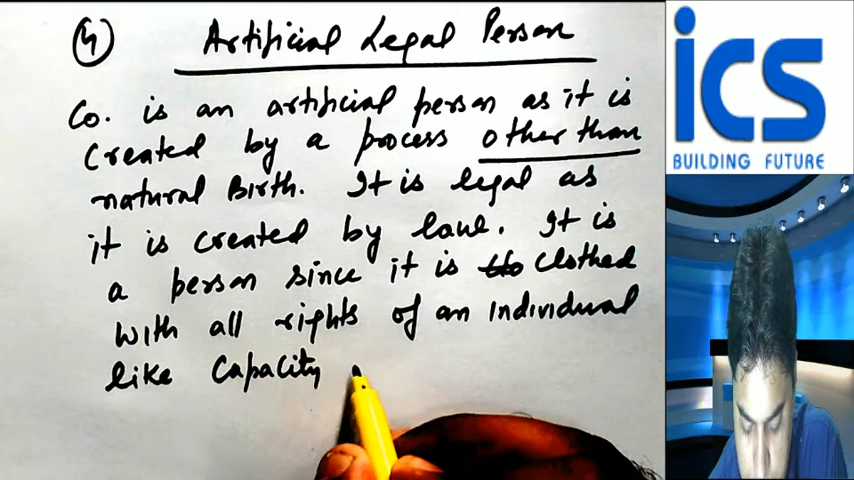 4 Artificial Legal Person
Co. is an artificial person as it is
Created by a process other than
natural Birth. It is legal as
it is created by law. It is
a person since it is clothed
with all rights of an individual
like Capacity
ics
BUILDING FUTURE